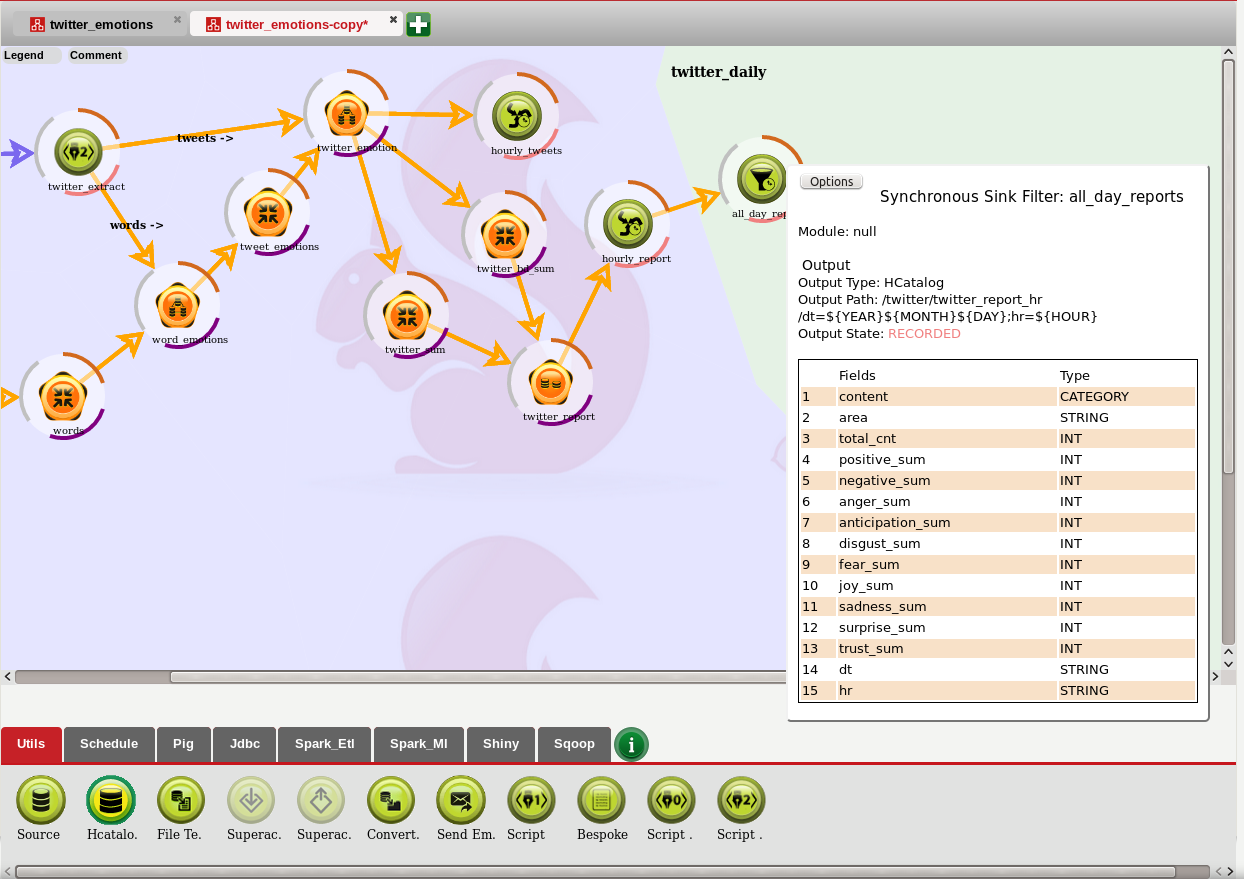 twitter_emotions
twitter_emotions-copy*
Legend
Comment
twitter_daily
tweets ->
twitter_emotion
hourly_tweets
twitter_extract
words ->
tweet_emotions
twitter_bd_sum
hourly_report
all_day_rep
word_emotions
twitter_sum
twitter_report
words
Options
Synchronous Sink Filter: all_day_reports
Module: null
Output
Output Type: HCatalog
Output Path: /twitter/twitter_report_hr
/dt=${YEAR}${MONTH}${DAY};hr=${HOUR}
Output State: RECORDED
Fields Type
1 content CATEGORY
2 area STRING
3 total_cnt INT
4 positive_sum INT
5 negative_sum INT
6 anger_sum INT
7 anticipation_sum INT
8 disgust_sum INT
9 fear_sum INT
10 joy_sum INT
11 sadness_sum INT
12 surprise_sum INT
13 trust_sum INT
14 dt STRING
15 hr STRING
Utils Schedule Pig Jdbc Spark_Etl Spark_Ml Shiny Sqoop
Source Hcatalo. File Te. Superac. Superac. Convert. Send Em. Script Bespoke Script . Script .